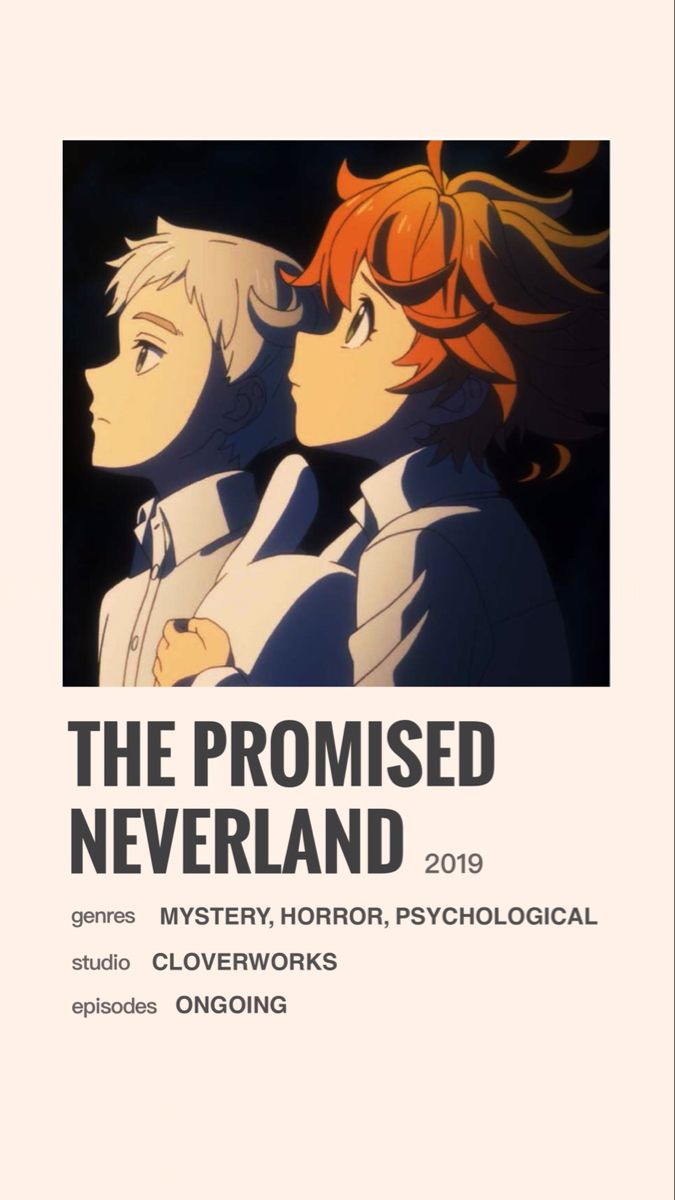 THE PROMISED
NEVERLAND 2019
genres MYSTERY, HORROR, PSYCHOLOGICAL
studio CLOVERWORKS
episodes ONGOING